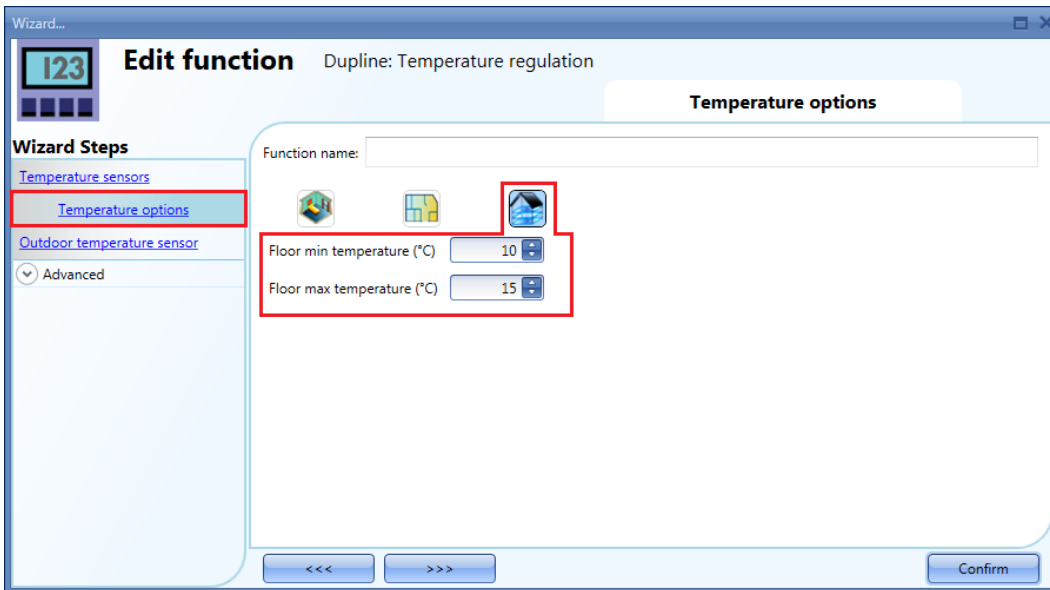 Wizard...
123
Edit function
Dupline: Temperature regulation
Temperature options
Wizard Steps
Temperature sensors
Temperature options
Outdoor temperature sensor
Advanced
Function name:
Floor min temperature (°C) 10
Floor max temperature (°C) 15
<<<
>>>
Confirm